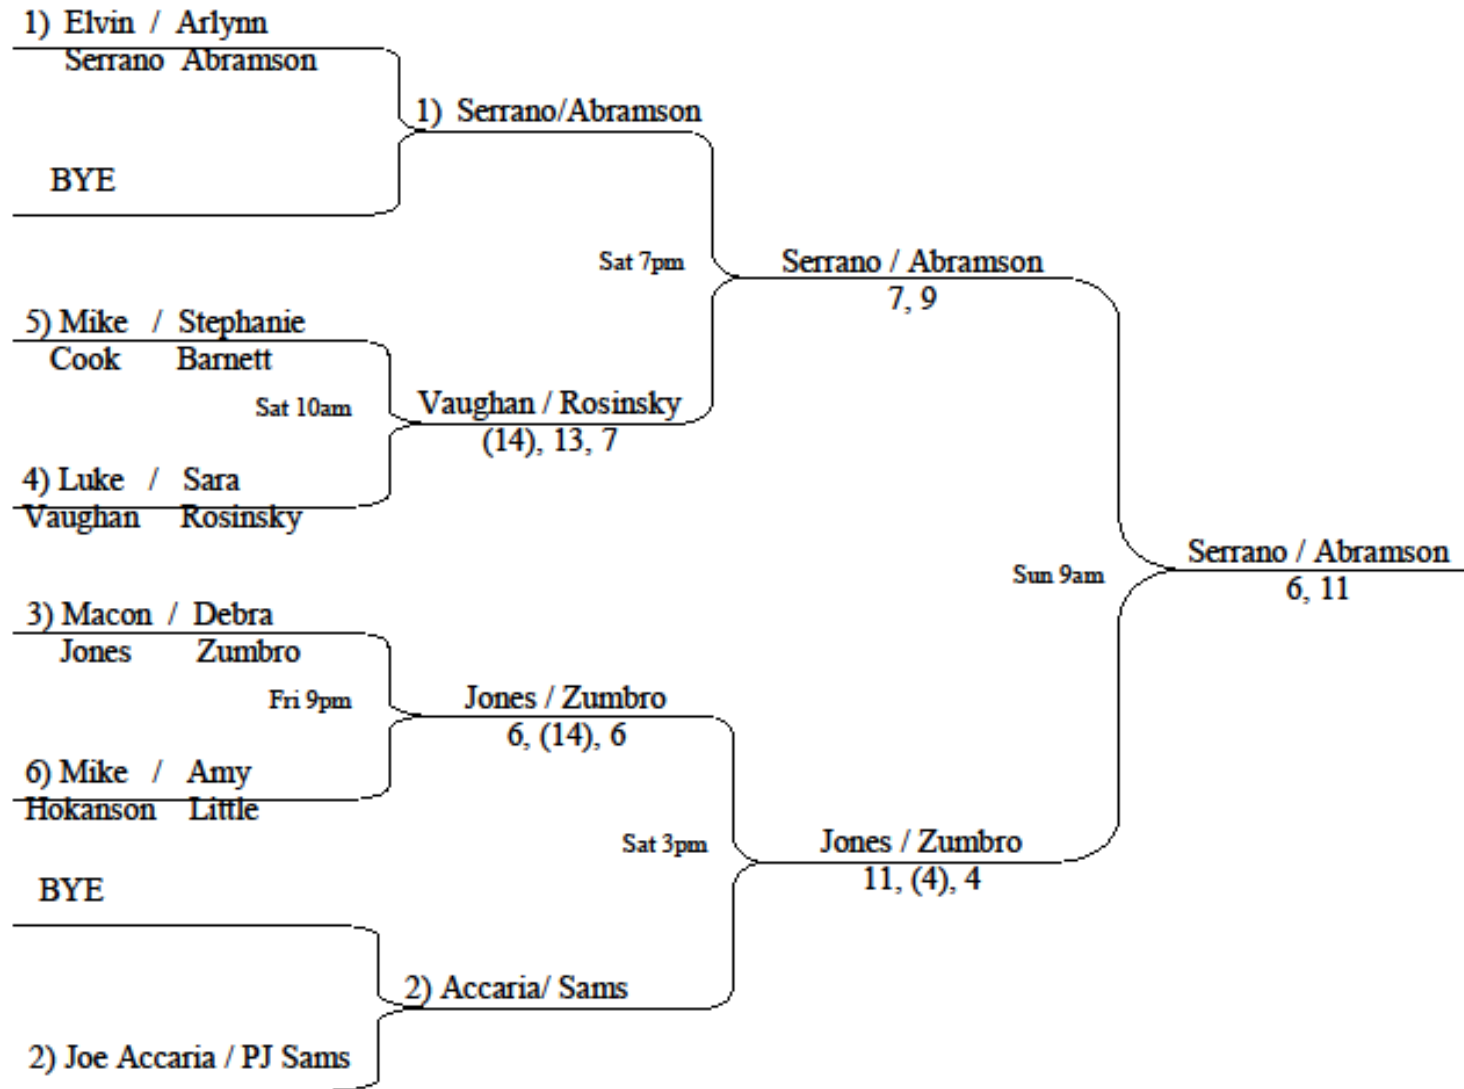 1) Elvin / Arlynn
Serrano Abramson
1) Serrano/Abramson
BYE
Sat 7pm
Serrano / Abramson
7, 9
5) Mike / Stephanie
Cook Barnett
Sat 10am
Vaughan / Rosinsky
(14), 13, 7
4) Luke / Sara
Vaughan Rosinsky
Sun 9am
Serrano / Abramson
6, 11
3) Macon / Debra
Jones Zumbro
Fri 9pm
Jones / Zumbro
6, (14), 6
6) Mike / Amy
Hokanson Little
Sat 3pm
Jones / Zumbro
11, (4), 4
BYE
2) Accaria/ Sams
2) Joe Accaria / PJ Sams